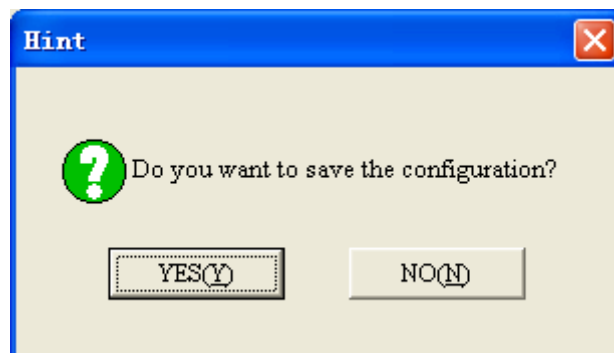 Hint
Do you want to save the configuration?
YES(Y) NO(N)